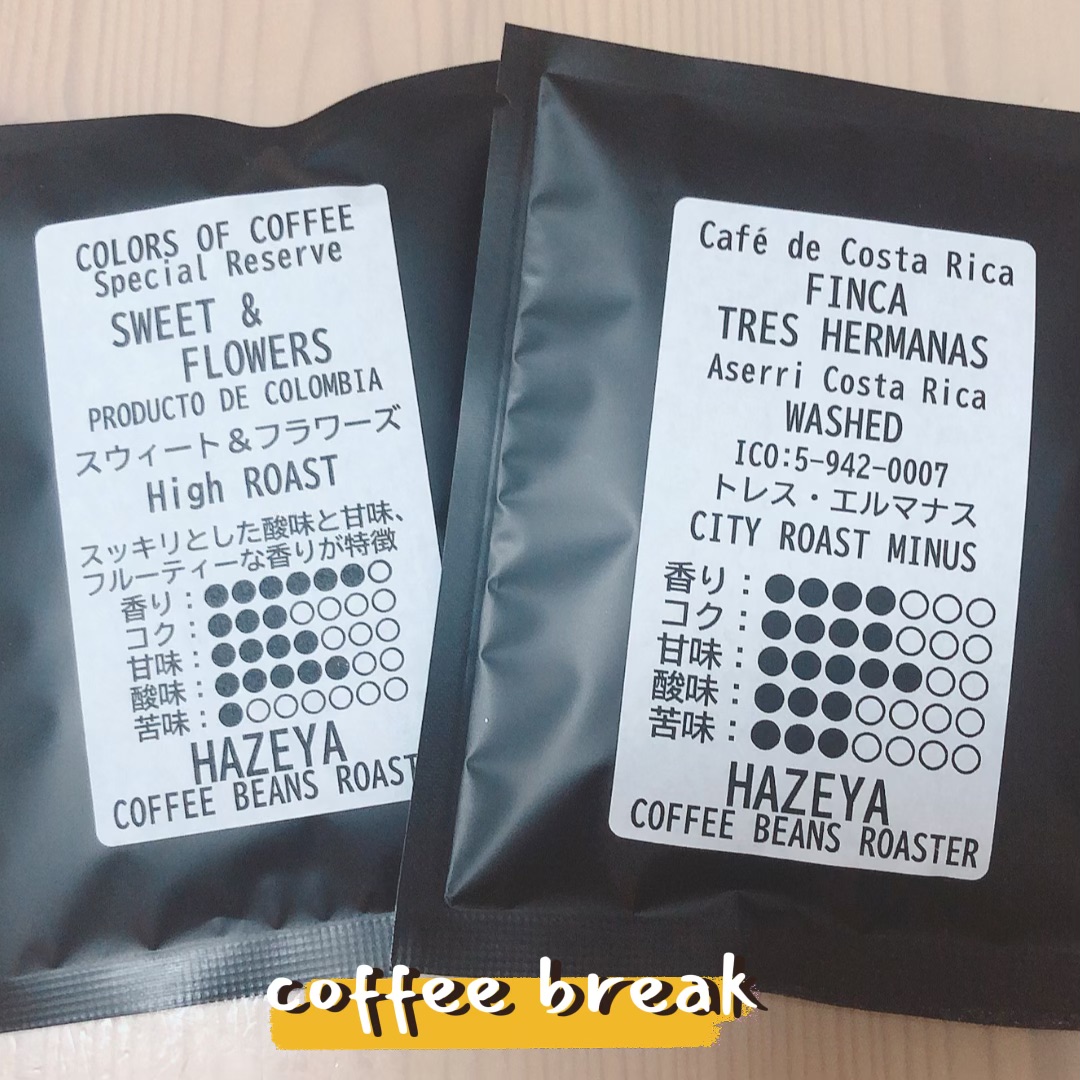 COLORS OF COFFEE
Special Reserve
SWEET &
FLOWERS
PRODUCTO DE COLOMBIA
スウィート＆フラワーズ
High ROAST
スッキリとした酸味と甘味、
フルーティーな香りが特徴
香り：●●●●●●○
コク：●●●○○○○
甘味：●●●●○○○
酸味：●●●●●○○
苦味：●○○○○○○
HAZEYA
COFFEE BEANS ROAST
Café de Costa Rica
FINCA
TRES HERMANAS
Aserri Costa Rica
WASHED
ICO:5-942-0007
トレス・エルマナス
CITY ROAST MINUS
香り：●●●●○○○
コク：●●●●○○○
甘味：●●●●●○○
酸味：●●●○○○○
苦味：●●●○○○○
HAZEYA
COFFEE BEANS ROASTER
coffee break